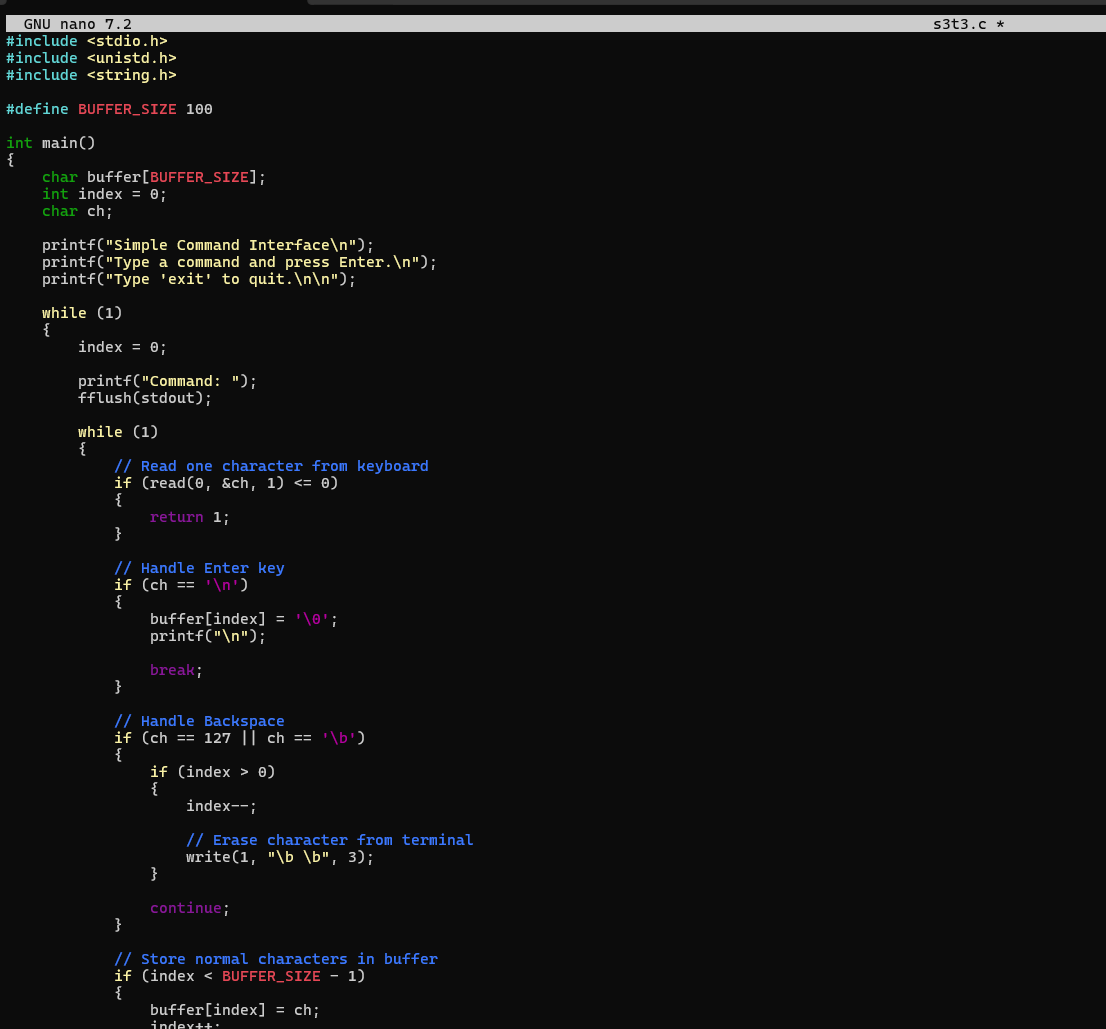 GNU nano 7.2 s3t3.c *
#include <stdio.h>
#include <unistd.h>
#include <string.h>

#define BUFFER_SIZE 100

int main()
{
    char buffer[BUFFER_SIZE];
    int index = 0;
    char ch;

    printf("Simple Command Interface\n");
    printf("Type a command and press Enter.\n");
    printf("Type 'exit' to quit.\n\n");

    while (1)
    {
        index = 0;

        printf("Command: ");
        fflush(stdout);

        while (1)
        {
            // Read one character from keyboard
            if (read(0, &ch, 1) <= 0)
            {
                return 1;
            }

            // Handle Enter key
            if (ch == '\n')
            {
                buffer[index] = '\0';
                printf("\n");

                break;
            }

            // Handle Backspace
            if (ch == 127 || ch == '\b')
            {
                if (index > 0)
                {
                    index--;

                    // Erase character from terminal
                    write(1, "\b \b", 3);
                }

                continue;
            }

            // Store normal characters in buffer
            if (index < BUFFER_SIZE - 1)
            {
                buffer[index] = ch;
                index++;